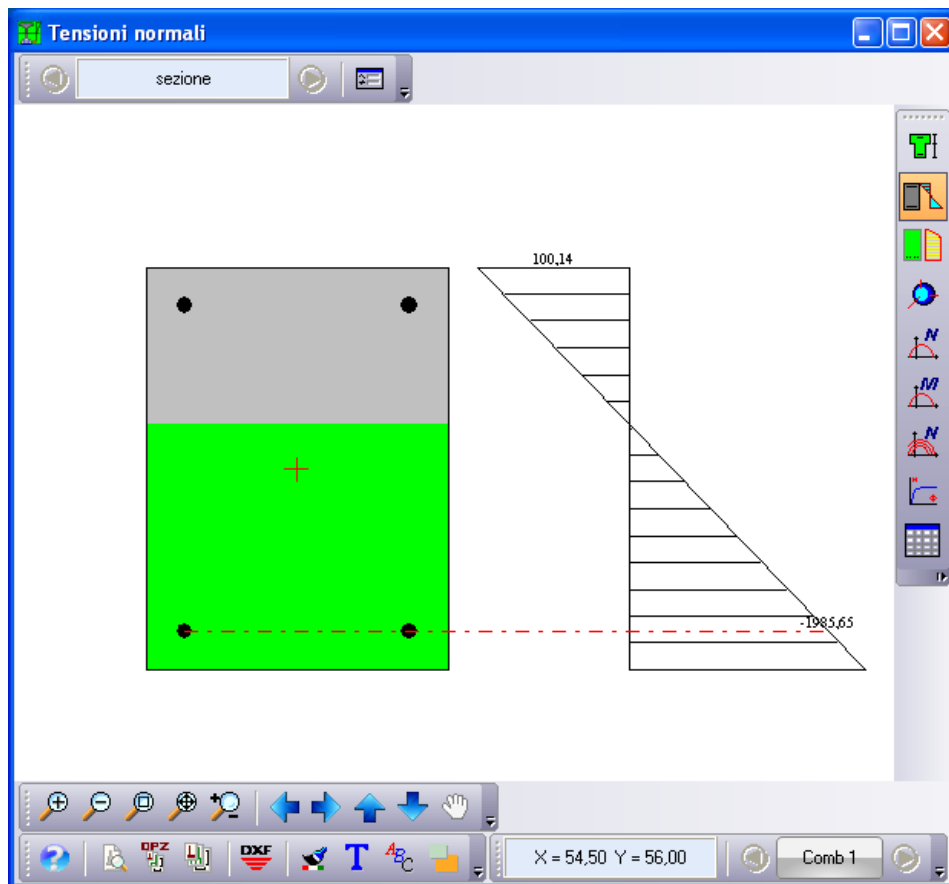 Tensioni normali
sezione
100,14
-1985,65
N
M
N
DPZ
DXF
T
ABC
X = 54,50 Y = 56,00
Comb 1